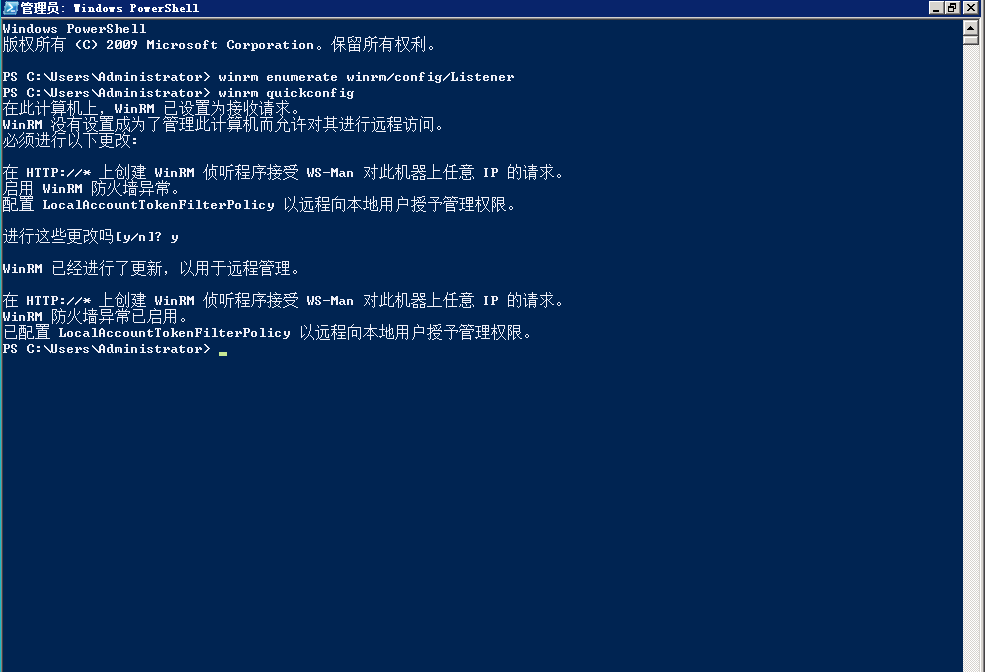 管理员: Windows PowerShell
Windows PowerShell
版权所有 (C) 2009 Microsoft Corporation。保留所有权利。
PS C:\Users\Administrator> winrm enumerate winrm/config/Listener
PS C:\Users\Administrator> winrm quickconfig
在此计算机上，WinRM 已设置为接收请求。
WinRM 没有设置成为了管理此计算机而允许对其进行远程访问。
必须进行以下更改:
在 HTTP://* 上创建 WinRM 侦听程序接受 WS-Man 对此机器上任意 IP 的请求。
启用 WinRM 防火墙异常。
配置 LocalAccountTokenFilterPolicy 以远程向本地用户授予管理权限。
进行这些更改吗[y/n]? y
WinRM 已经进行了更新，以用于远程管理。
在 HTTP://* 上创建 WinRM 侦听程序接受 WS-Man 对此机器上任意 IP 的请求。
WinRM 防火墙异常已启用。
已配置 LocalAccountTokenFilterPolicy 以远程向本地用户授予管理权限。
PS C:\Users\Administrator>